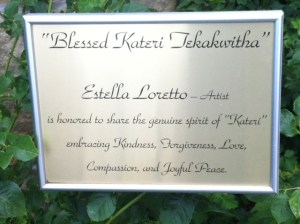 "Blessed Kateri Tekakwitha"
Estella Loretto – Artist
is honored to share the genuine spirit of "Kateri"
embracing Kindness, Forgiveness, Love,
Compassion, and Joyful Peace.